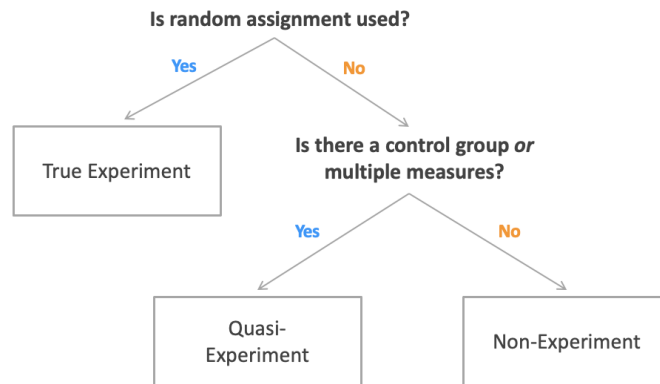 Is random assignment used?
Yes
No
True Experiment
Is there a control group or
multiple measures?
Yes
No
Quasi-
Experiment
Non-Experiment